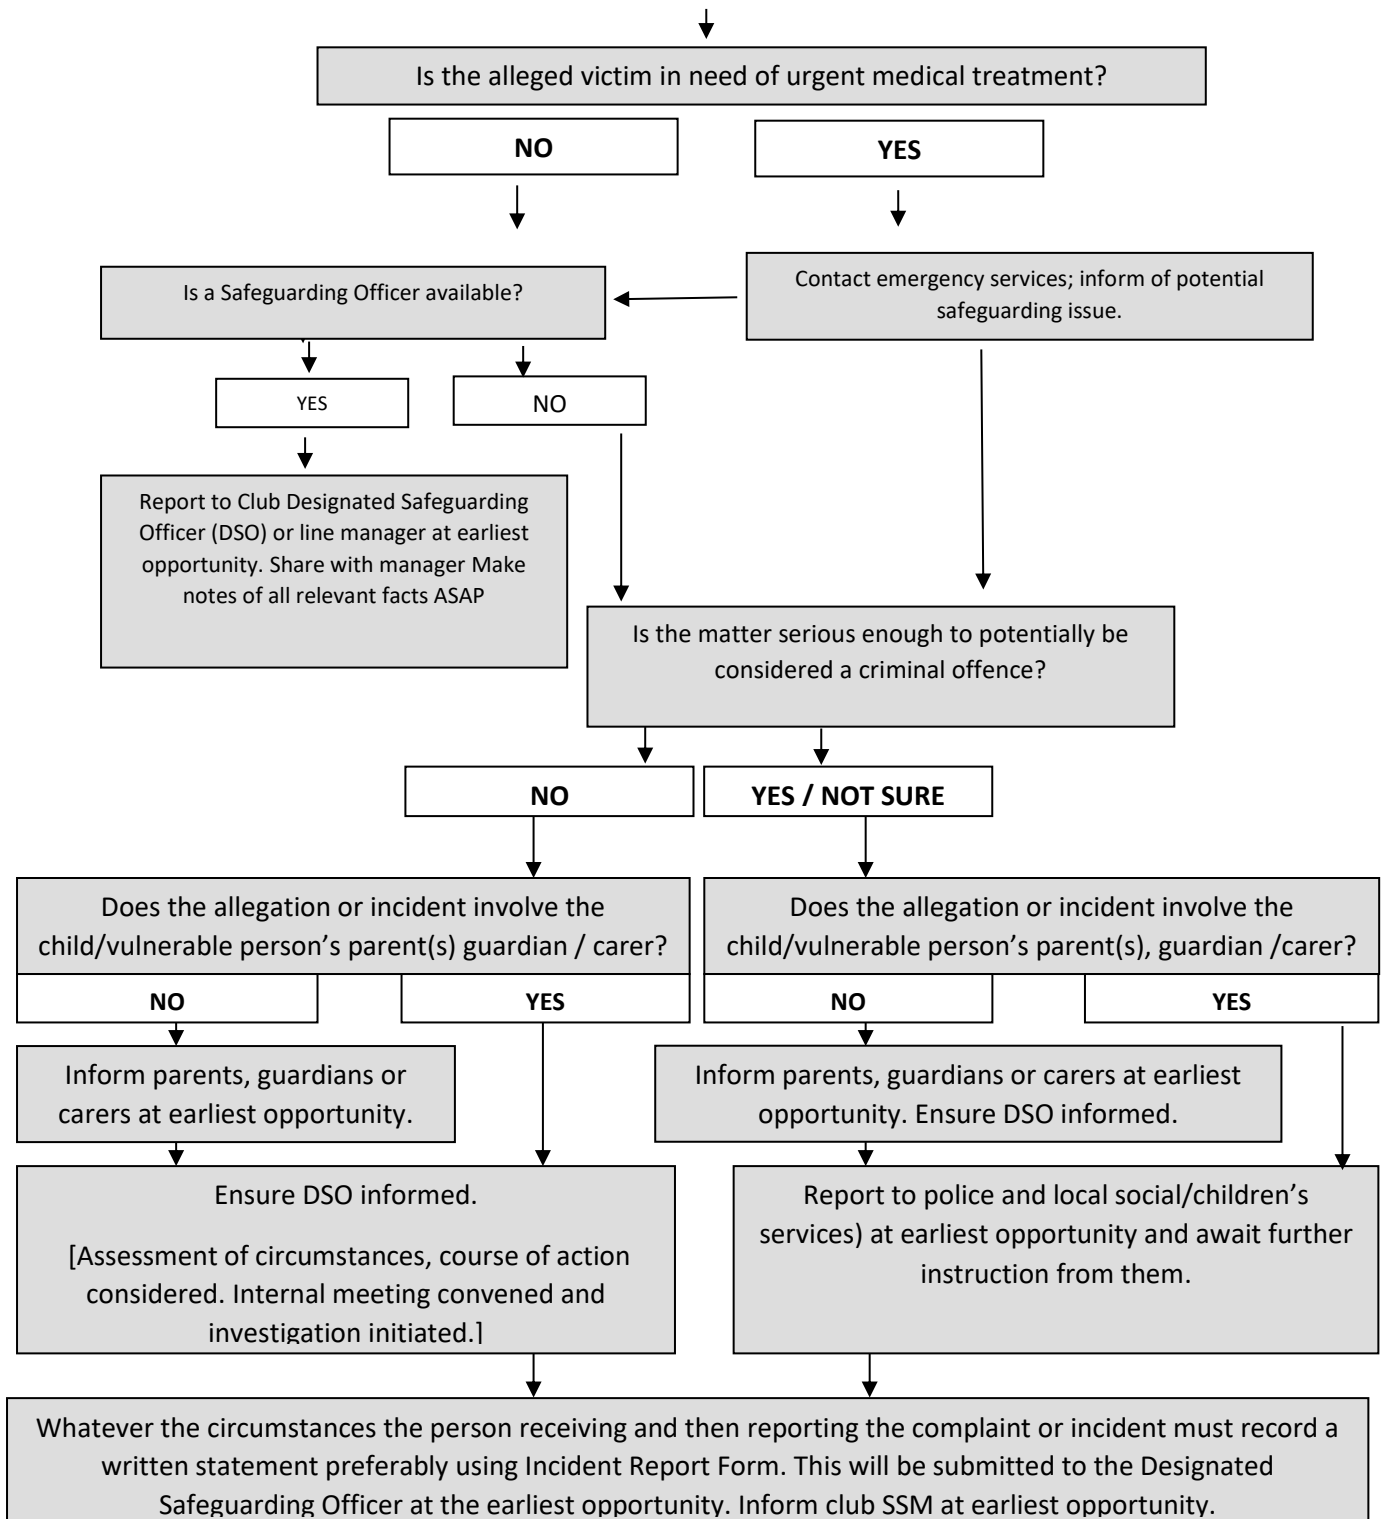 Is the alleged victim in need of urgent medical treatment?
NO
YES
Is a Safeguarding Officer available?
Contact emergency services; inform of potential
safeguarding issue.
YES
NO
Report to Club Designated Safeguarding
Officer (DSO) or line manager at earliest
opportunity. Share with manager Make
notes of all relevant facts ASAP
Is the matter serious enough to potentially be
considered a criminal offence?
NO
YES / NOT SURE
Does the allegation or incident involve the
child/vulnerable person’s parent(s) guardian / carer?
Does the allegation or incident involve the
child/vulnerable person’s parent(s), guardian /carer?
NO
YES
NO
YES
Inform parents, guardians or
carers at earliest opportunity.
Inform parents, guardians or carers at earliest
opportunity. Ensure DSO informed.
Ensure DSO informed.
[Assessment of circumstances, course of action
considered. Internal meeting convened and
investigation initiated.]
Report to police and local social/children’s
services) at earliest opportunity and await further
instruction from them.
Whatever the circumstances the person receiving and then reporting the complaint or incident must record a
written statement preferably using Incident Report Form. This will be submitted to the Designated
Safeguarding Officer at the earliest opportunity. Inform club SSM at earliest opportunity.